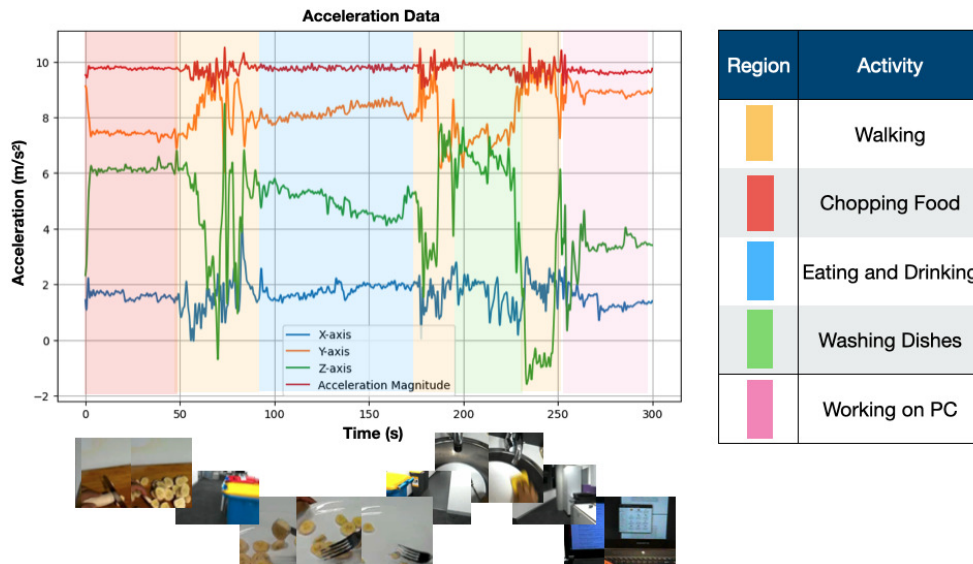 Acceleration Data
Acceleration (m/s²)
10
8
6
4
2
0
−2
X-axis
Y-axis
Z-axis
Acceleration Magnitude
0
50
100
150
200
250
300
Time (s)
Region Activity
Walking
Chopping Food
Eating and Drinking
Washing Dishes
Working on PC